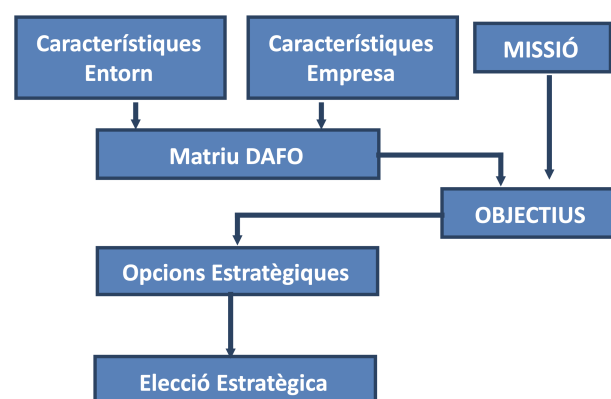 Característiques
Entorn
Característiques
Empresa
MISSIÓ
Matriu DAFO
OBJECTIUS
Opcions Estratègiques
Elecció Estratègica